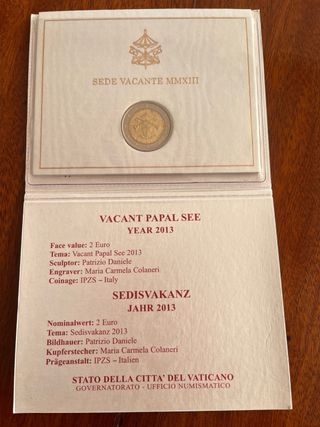 SEDE VACANTE MMXIII
VACANT PAPAL SEE
YEAR 2013
Face value: 2 Euro
Tema: Vacant Papal See 2013
Sculptor: Patrizio Daniele
Engraver: Maria Carmela Colaneri
Coinage: IPZS – Italy
SEDISVAKANZ
JAHR 2013
Nominalwert: 2 Euro
Tema: Sedisvakanz 2013
Bildhauer: Patrizio Daniele
Kupferstecher: Maria Carmela Colaneri
Prägeanstalt: IPZS – Italien
STATO DELLA CITTA' DEL VATICANO
GOVERNATORATO - UFFICIO NUMISMATICO